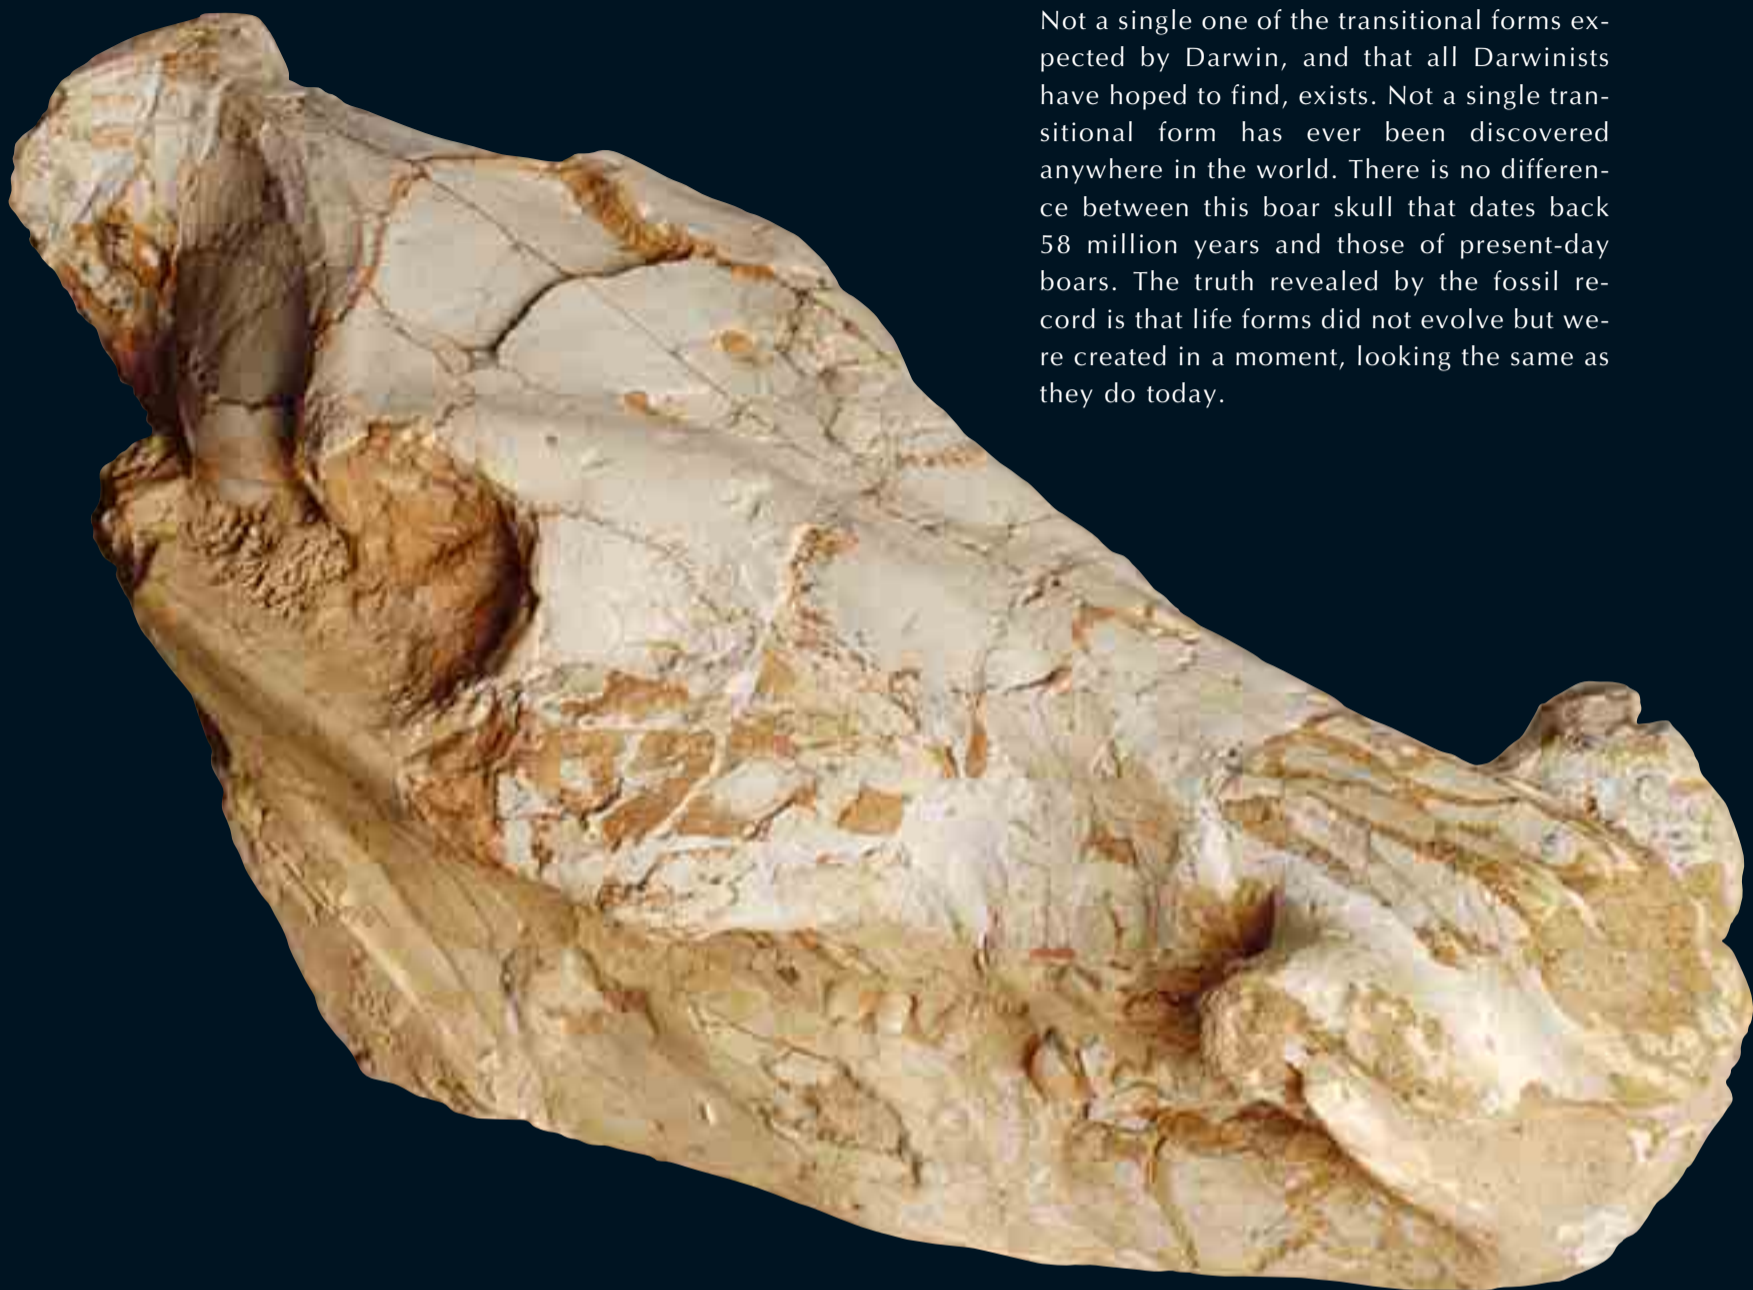 Not a single one of the transitional forms ex-
pected by Darwin, and that all Darwinists
have hoped to find, exists. Not a single tran-
sitional form has ever been discovered
anywhere in the world. There is no differen-
ce between this boar skull that dates back
58 million years and those of present-day
boars. The truth revealed by the fossil re-
cord is that life forms did not evolve but we-
re created in a moment, looking the same as
they do today.